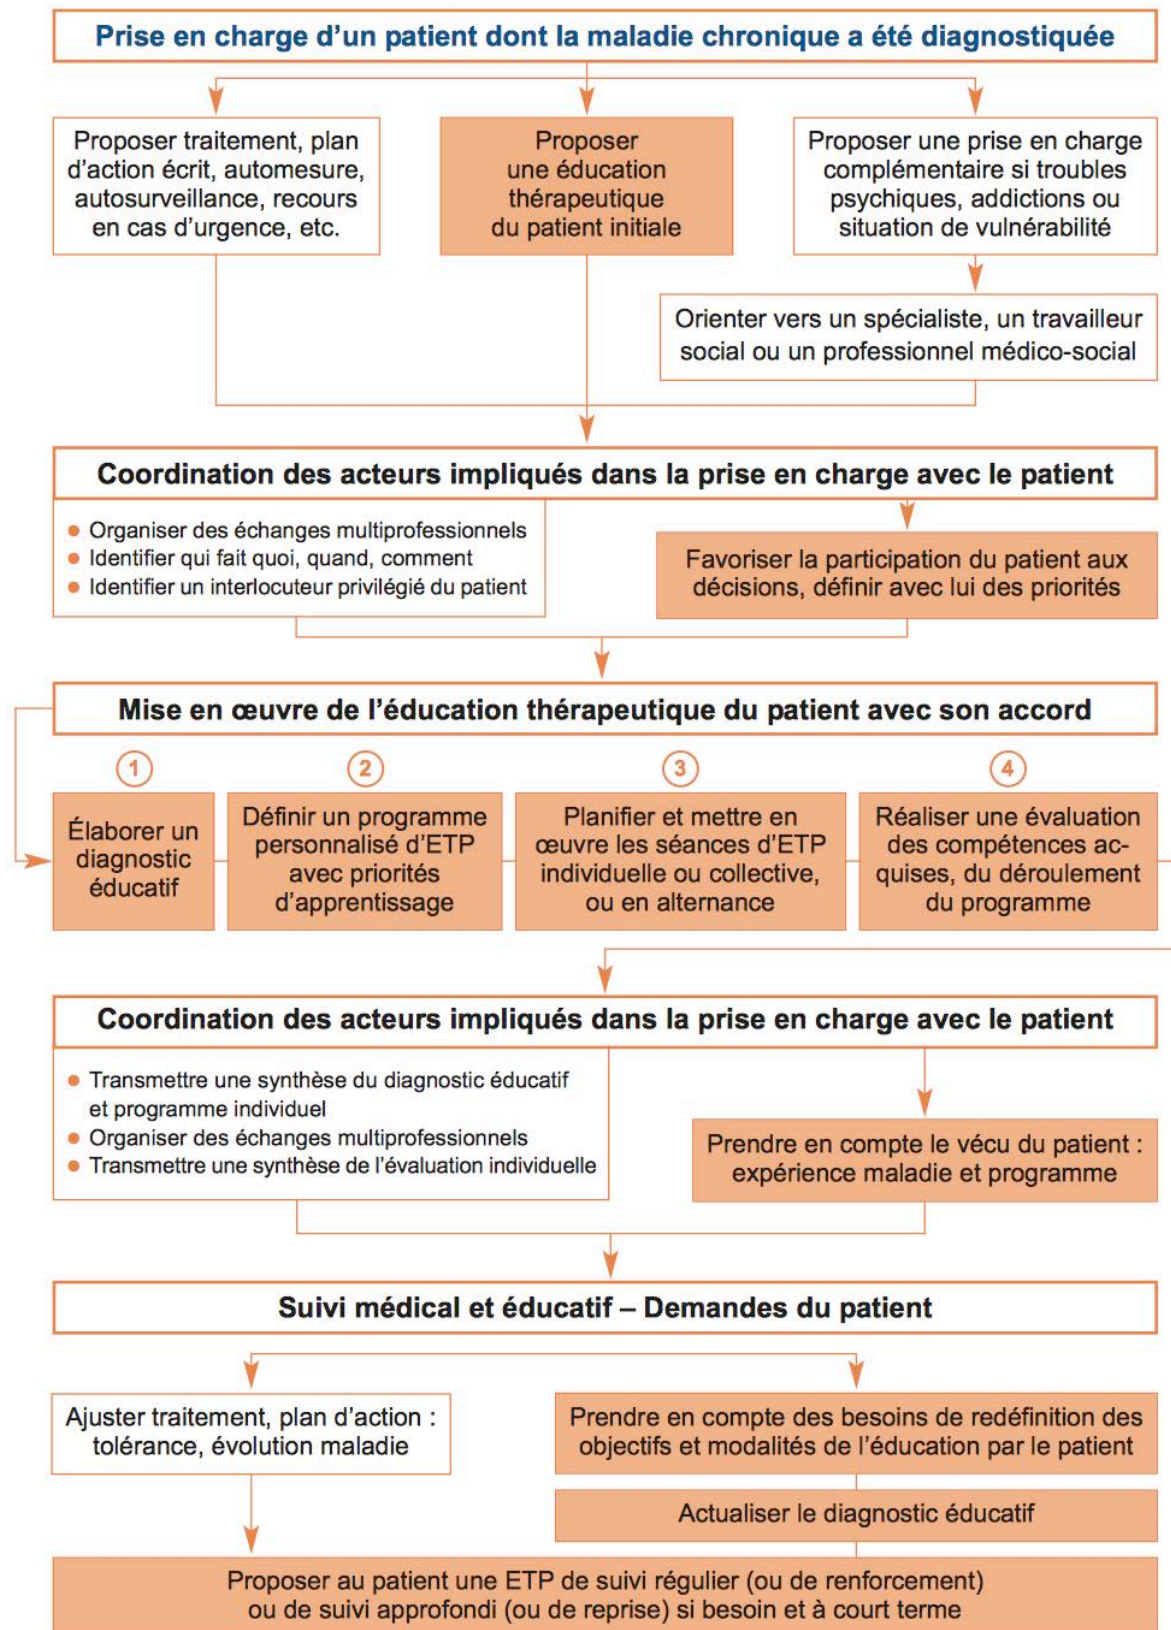 Prise en charge d'un patient dont la maladie chronique a été diagnostiquée
Proposer traitement, plan
d'action écrit, automesure,
autosurveillance, recours
en cas d'urgence, etc.
Proposer
une éducation
thérapeutique
du patient initiale
Proposer une prise en charge
complémentaire si troubles
psychiques, addictions ou
situation de vulnérabilité
Orienter vers un spécialiste, un travailleur
social ou un professionnel médico-social
Coordination des acteurs impliqués dans la prise en charge avec le patient
• Organiser des échanges multiprofessionnels
• Identifier qui fait quoi, quand, comment
• Identifier un interlocuteur privilégié du patient
Favoriser la participation du patient aux
décisions, définir avec lui des priorités
Mise en œuvre de l'éducation thérapeutique du patient avec son accord
1
Élaborer un
diagnostic
éducatif
2
Définir un programme
personnalisé d'ETP
avec priorités
d'apprentissage
3
Planifier et mettre en
œuvre les séances d'ETP
individuelle ou collective,
ou en alternance
4
Réaliser une évaluation
des compétences ac-
quises, du déroulement
du programme
Coordination des acteurs impliqués dans la prise en charge avec le patient
• Transmettre une synthèse du diagnostic éducatif
et programme individuel
• Organiser des échanges multiprofessionnels
• Transmettre une synthèse de l'évaluation individuelle
Prendre en compte le vécu du patient :
expérience maladie et programme
Suivi médical et éducatif – Demandes du patient
Ajuster traitement, plan d'action :
tolérance, évolution maladie
Prendre en compte des besoins de redéfinition des
objectifs et modalités de l'éducation par le patient
Actualiser le diagnostic éducatif
Proposer au patient une ETP de suivi régulier (ou de renforcement)
ou de suivi approfondi (ou de reprise) si besoin et à court terme